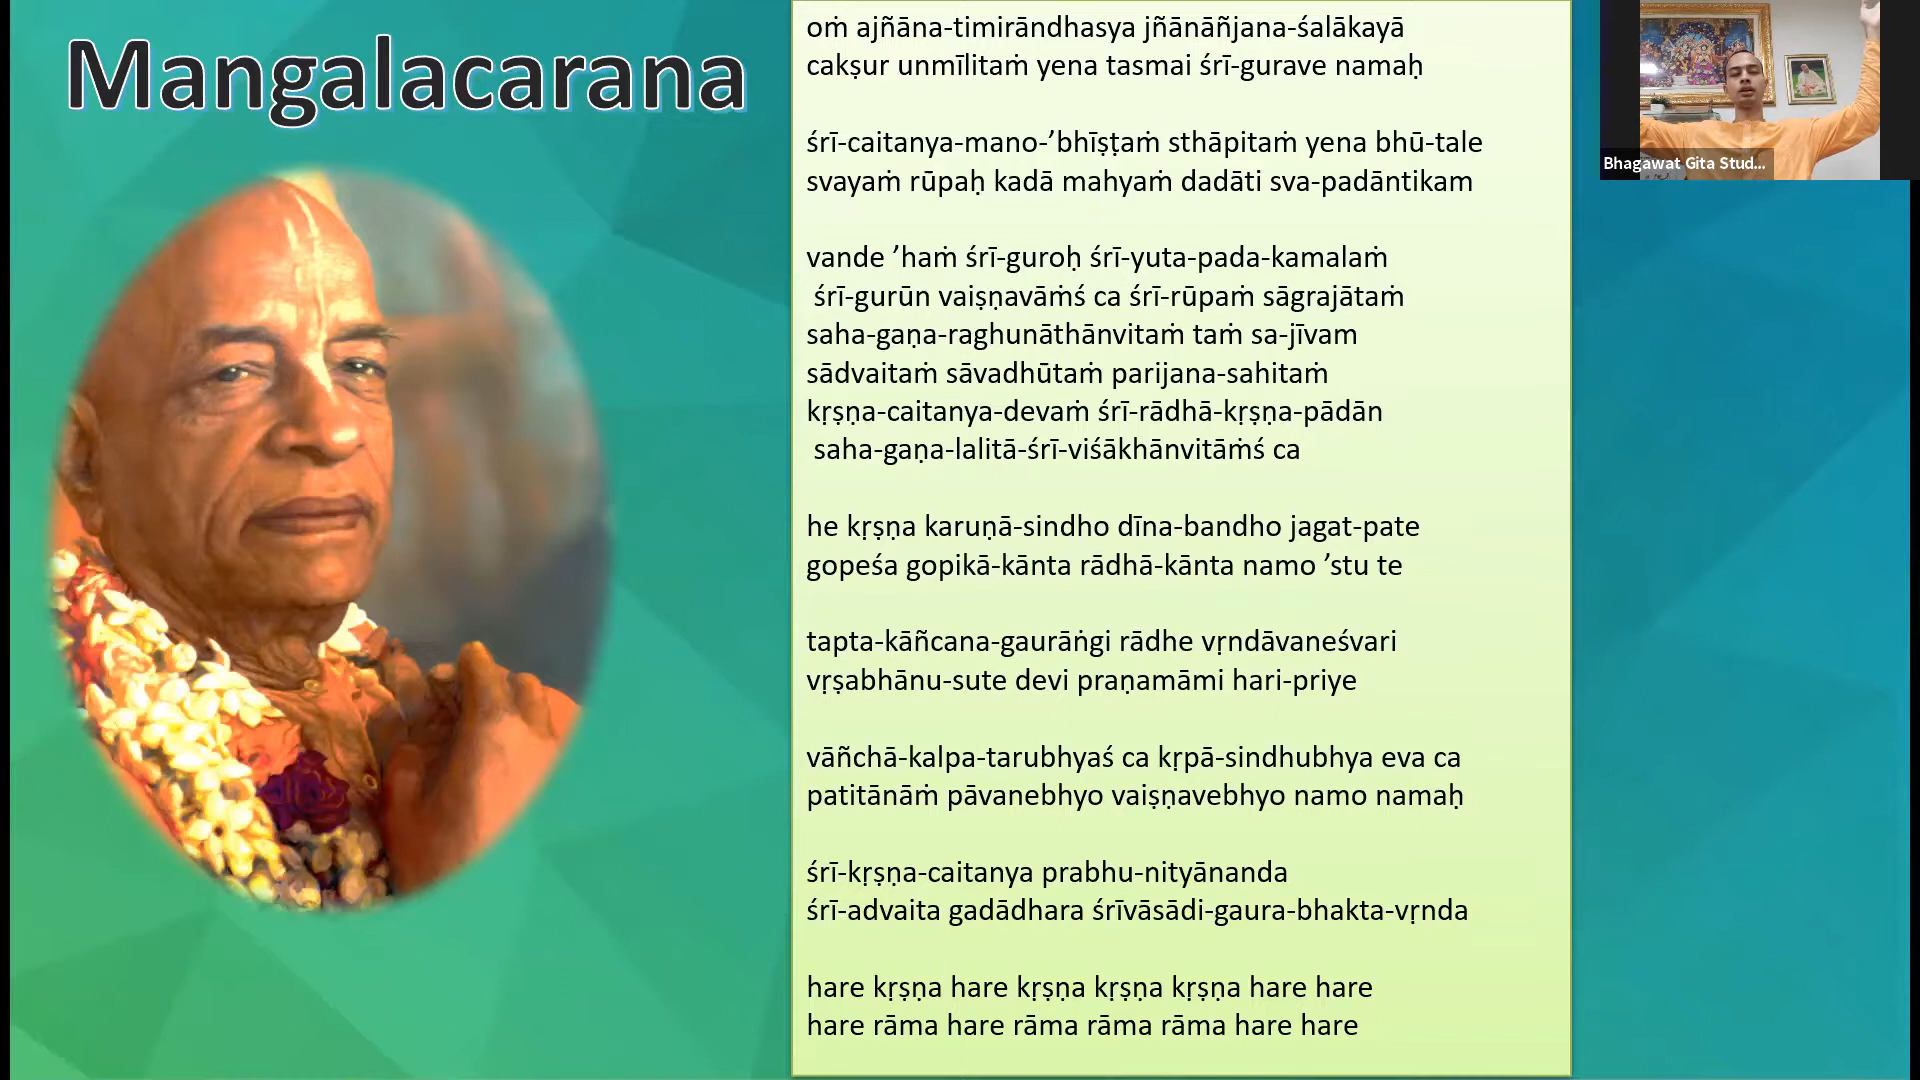 Mangalacarana
oṁ ajñāna-timirāndhasya jñānāñjana-śalākayā
cakṣur unmīlitaṁ yena tasmai śrī-gurave namaḥ
śrī-caitanya-mano-’bhīṣṭaṁ sthāpitaṁ yena bhū-tale
svayaṁ rūpaḥ kadā mahyaṁ dadāti sva-padāntikam
vande ’haṁ śrī-guroḥ śrī-yuta-pada-kamalaṁ
śrī-gurūn vaiṣṇavāṁś ca śrī-rūpaṁ sāgrajātaṁ
saha-gaṇa-raghunāthānvitaṁ taṁ sa-jīvam
sādvaitaṁ sāvadhūtaṁ parijana-sahitaṁ
kṛṣṇa-caitanya-devaṁ śrī-rādhā-kṛṣṇa-pādān
saha-gaṇa-lalitā-śrī-viśākhānvitāṁś ca
he kṛṣṇa karuṇā-sindho dīna-bandho jagat-pate
gopeśa gopikā-kānta rādhā-kānta namo ’stu te
tapta-kāñcana-gaurāṅgi rādhe vṛndāvaneśvari
vṛṣabhānu-sute devi praṇamāmi hari-priye
vāñchā-kalpa-tarubhyaś ca kṛpā-sindhubhya eva ca
patitānāṁ pāvanebhyo vaiṣṇavebhyo namo namaḥ
śrī-kṛṣṇa-caitanya prabhu-nityānanda
śrī-advaita gadādhara śrīvāsādi-gaura-bhakta-vṛnda
hare kṛṣṇa hare kṛṣṇa kṛṣṇa kṛṣṇa hare hare
hare rāma hare rāma rāma rāma hare hare
Bhagawat Gita Stud...